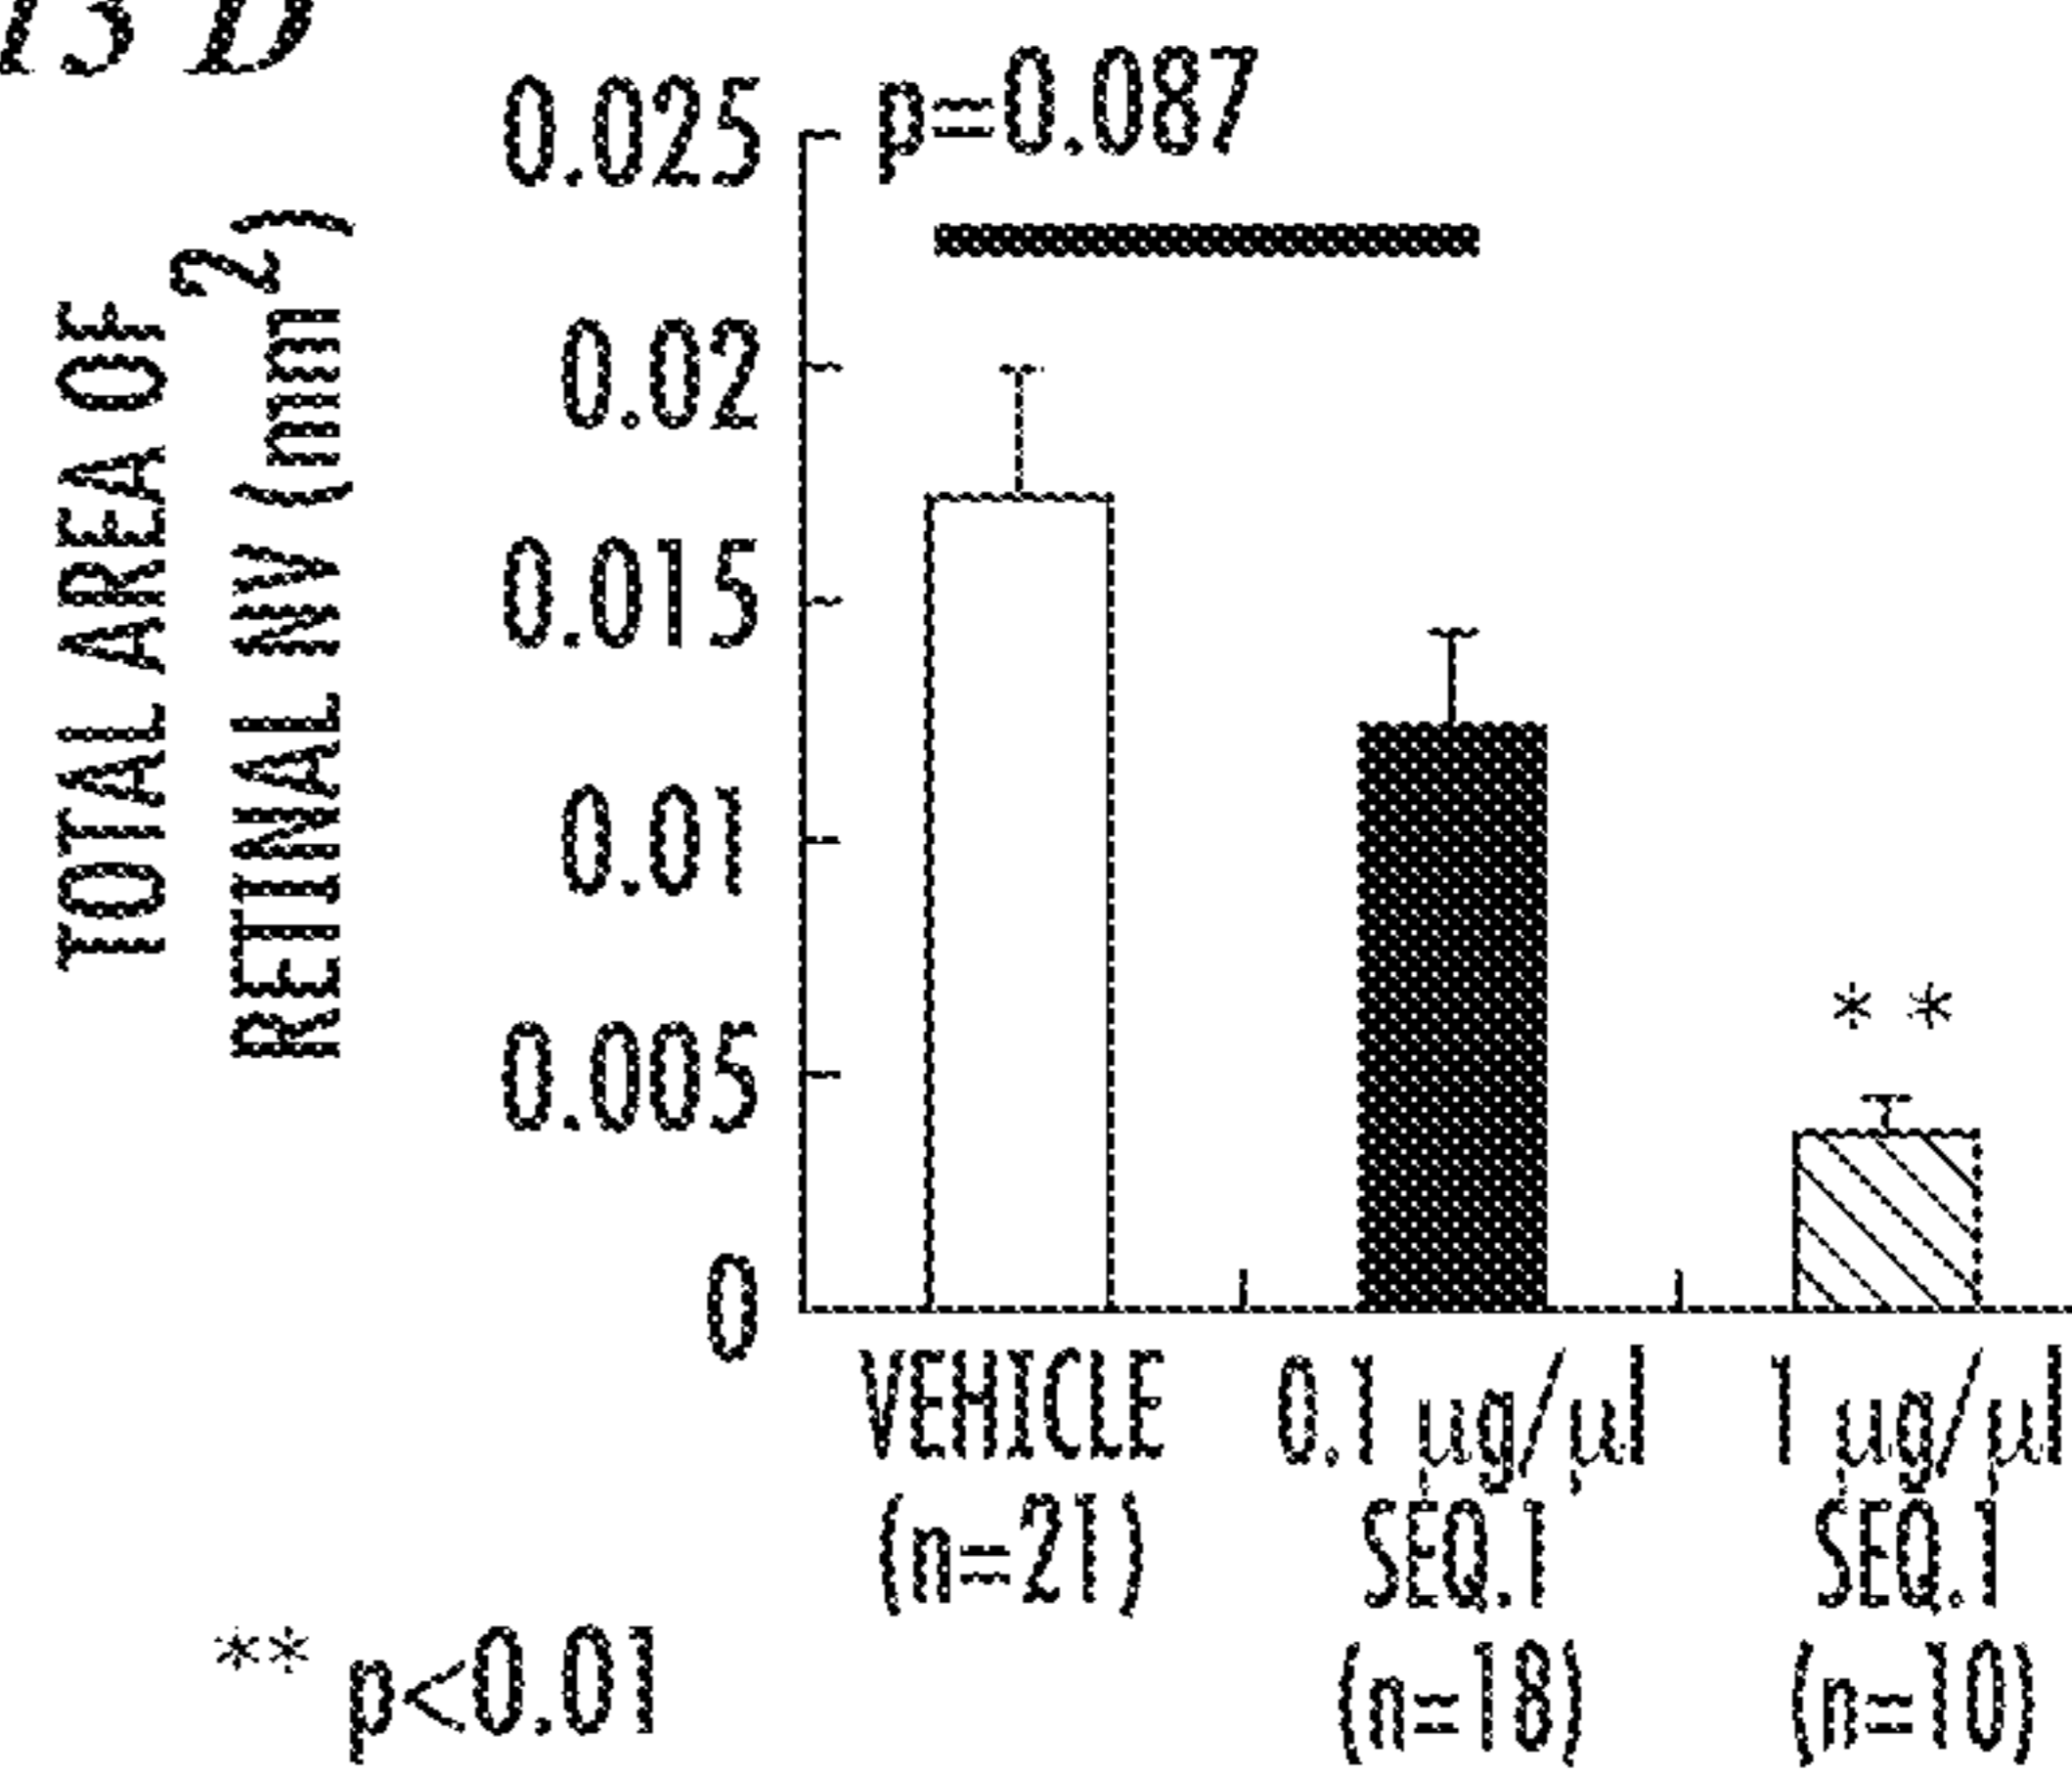 13 D
p=0.087
TOTAL AREA OF
RETINAL NV (mm²)
0.025
0.02
0.015
0.01
0.005
0
**
VEHICLE
(n=21)
0.1 µg/µl
SEQ.1
(n=18)
1 µg/µl
SEQ.1
(n=10)
** p<0.01